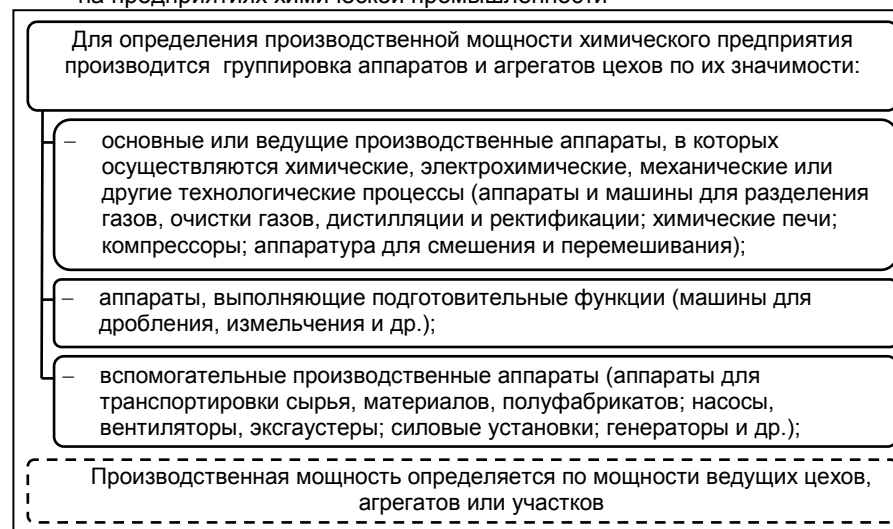 на предприятиях химической промышленности
Для определения производственной мощности химического предприятия
производится группировка аппаратов и агрегатов цехов по их значимости:
− основные или ведущие производственные аппараты, в которых
осуществляются химические, электрохимические, механические или
другие технологические процессы (аппараты и машины для разделения
газов, очистки газов, дистилляции и ректификации; химические печи;
компрессоры; аппаратура для смешения и перемешивания);
− аппараты, выполняющие подготовительные функции (машины для
дробления, измельчения и др.);
− вспомогательные производственные аппараты (аппараты для
транспортировки сырья, материалов, полуфабрикатов; насосы,
вентиляторы, эксгаустеры; силовые установки; генераторы и др.);
Производственная мощность определяется по мощности ведущих цехов,
агрегатов или участков